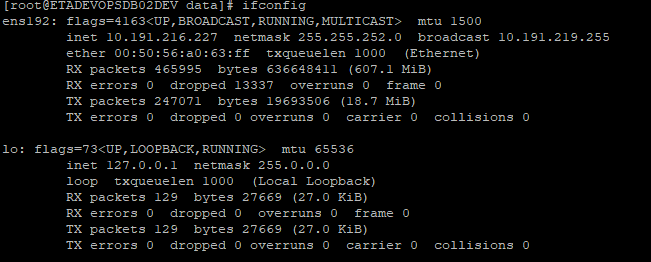 [root@ETADEVOPSDB02DEV data]# ifconfig
ens192: flags=4163<UP,BROADCAST,RUNNING,MULTICAST>  mtu 1500
        inet 10.191.216.227  netmask 255.255.252.0  broadcast 10.191.219.255
        ether 00:50:56:a0:63:ff  txqueuelen 1000  (Ethernet)
        RX packets 465995  bytes 636648411 (607.1 MiB)
        RX errors 0  dropped 13337  overruns 0  frame 0
        TX packets 247071  bytes 19693506 (18.7 MiB)
        TX errors 0  dropped 0 overruns 0  carrier 0  collisions 0

lo: flags=73<UP,LOOPBACK,RUNNING>  mtu 65536
        inet 127.0.0.1  netmask 255.0.0.0
        loop  txqueuelen 1000  (Local Loopback)
        RX packets 129  bytes 27669 (27.0 KiB)
        RX errors 0  dropped 0  overruns 0  frame 0
        TX packets 129  bytes 27669 (27.0 KiB)
        TX errors 0  dropped 0 overruns 0  carrier 0  collisions 0